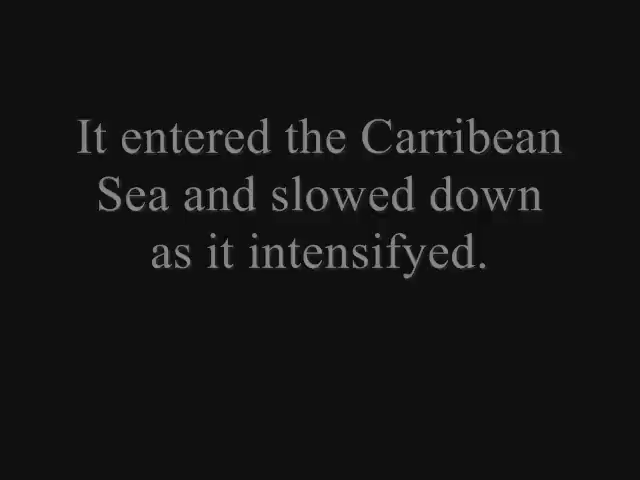 It entered the Carribean
Sea and slowed down
as it intensifyed.